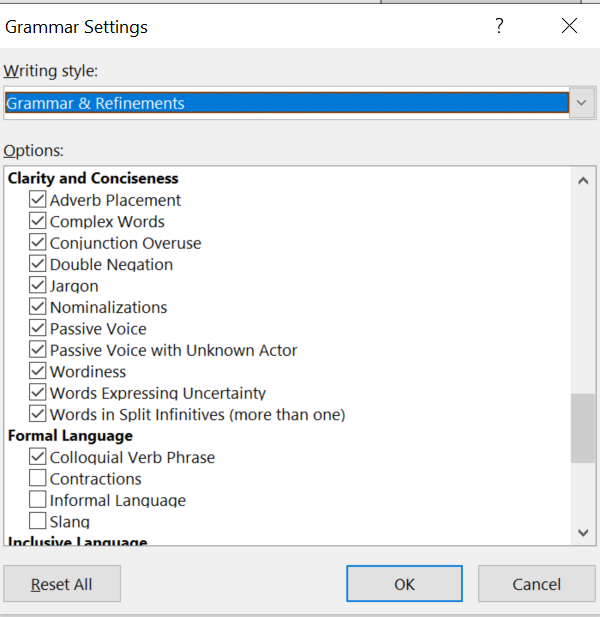 Grammar Settings
?
Writing style:
Grammar & Refinements
Options:
Clarity and Conciseness
Adverb Placement
Complex Words
Conjunction Overuse
Double Negation
Jargon
Nominalizations
Passive Voice
Passive Voice with Unknown Actor
Wordiness
Words Expressing Uncertainty
Words in Split Infinitives (more than one)
Formal Language
Colloquial Verb Phrase
Contractions
Informal Language
Slang
Inclusive Language
Reset All OK Cancel